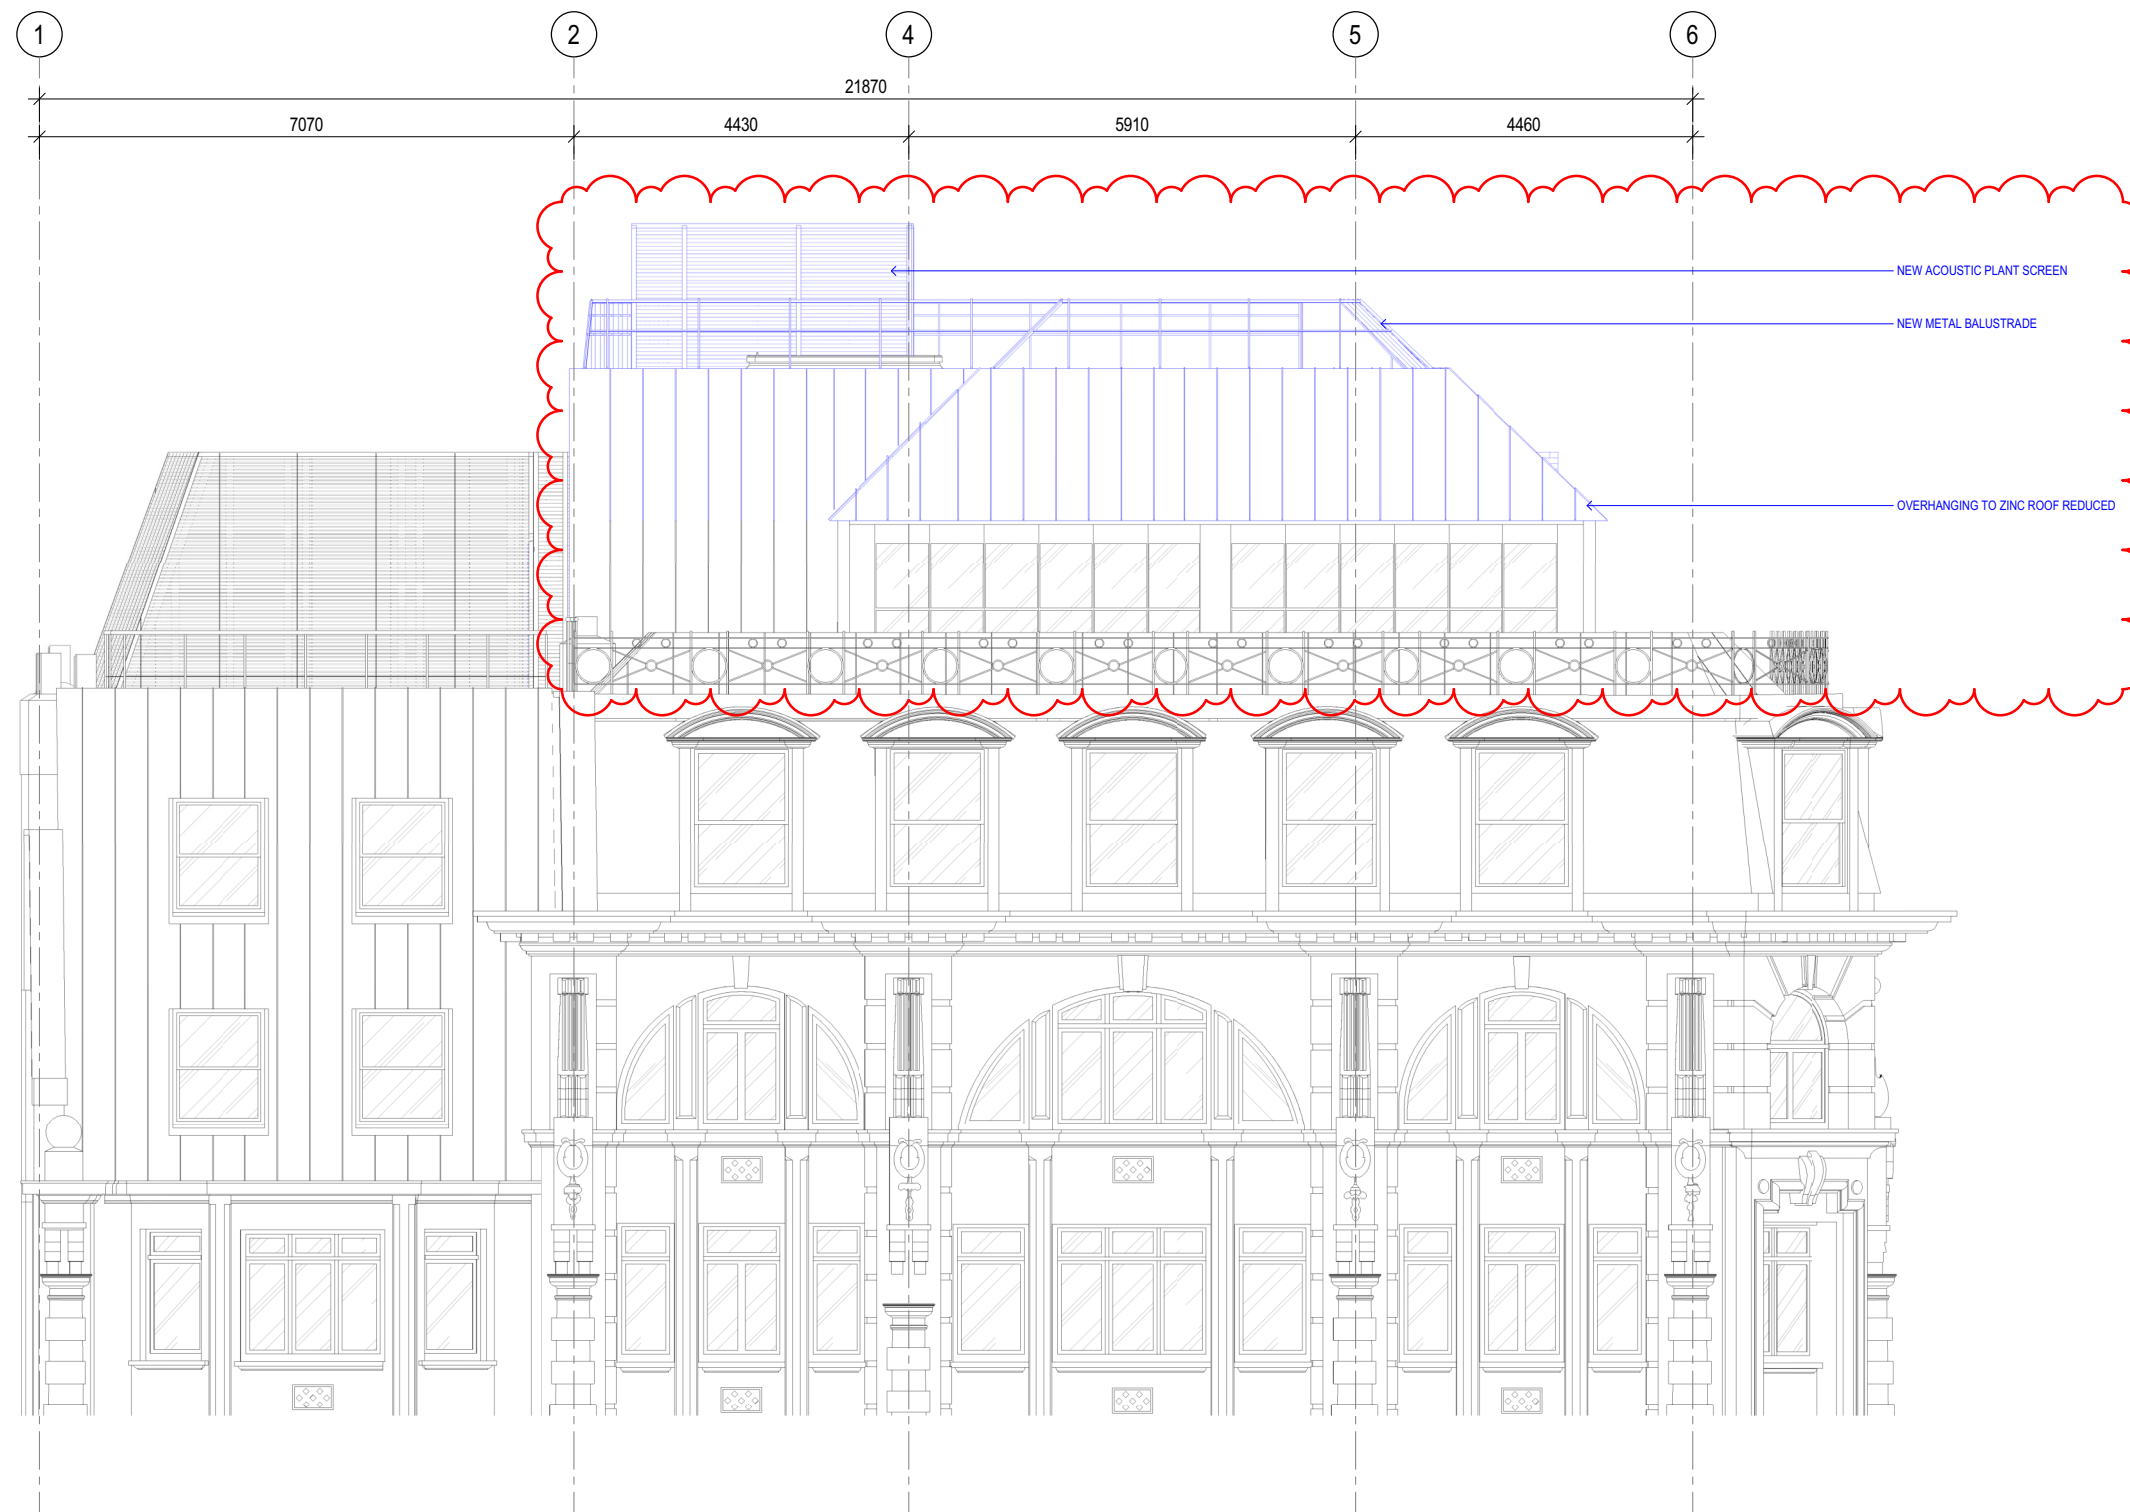 1 2 4 5 6
21870
7070 4430 5910 4460
NEW ACOUSTIC PLANT SCREEN
NEW METAL BALUSTRADE
OVERHANGING TO ZINC ROOF REDUCED